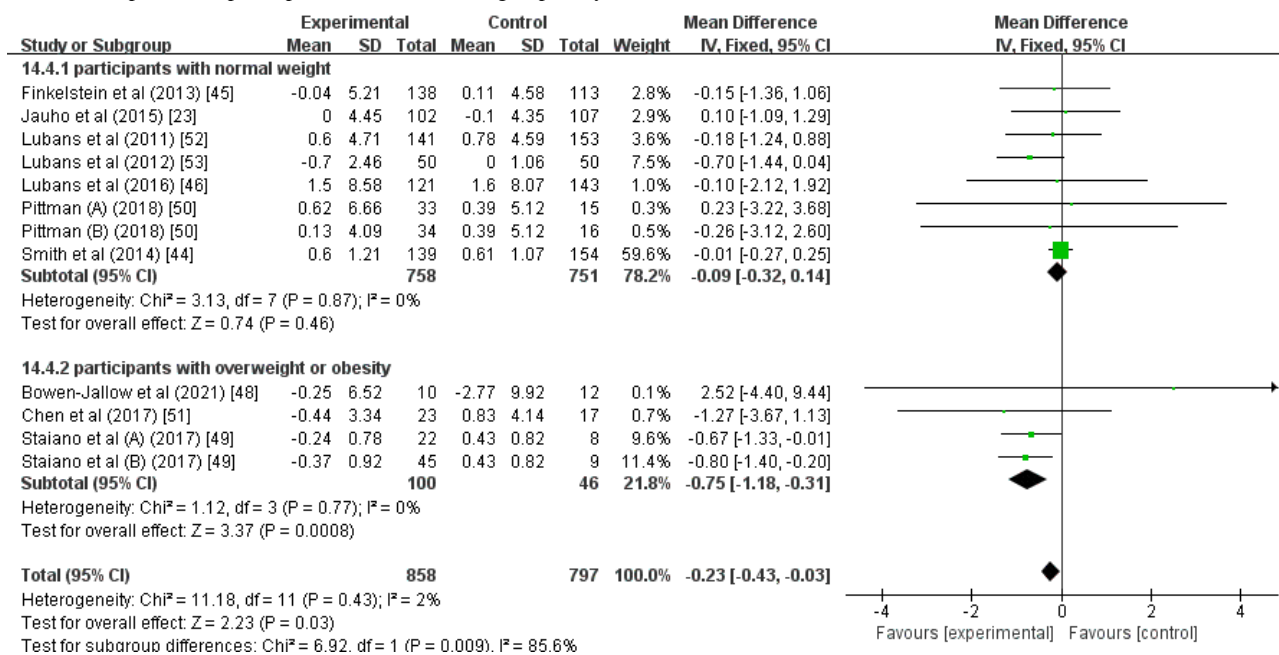 Experimental Control Mean Difference Mean Difference
Study or Subgroup Mean SD Total Mean SD Total Weight IV, Fixed, 95% CI IV, Fixed, 95% CI
14.4.1 participants with normal weight
Finkelstein et al (2013) [45] -0.04 5.21 138 0.11 4.58 113 2.8% -0.15 [-1.36, 1.06]
Jauho et al (2015) [23] 0 4.45 102 -0.1 4.35 107 2.9% 0.10 [-1.09, 1.29]
Lubans et al (2011) [52] 0.6 4.71 141 0.78 4.59 153 3.6% -0.18 [-1.24, 0.88]
Lubans et al (2012) [53] -0.7 2.46 50 0 1.06 50 7.5% -0.70 [-1.44, 0.04]
Lubans et al (2016) [46] 1.5 8.58 121 1.6 8.07 143 1.0% -0.10 [-2.12, 1.92]
Pittman (A) (2018) [50] 0.62 6.66 33 0.39 5.12 15 0.3% 0.23 [-3.22, 3.68]
Pittman (B) (2018) [50] 0.13 4.09 34 0.39 5.12 16 0.5% -0.26 [-3.12, 2.60]
Smith et al (2014) [44] 0.6 1.21 139 0.61 1.07 154 59.6% -0.01 [-0.27, 0.25]
Subtotal (95% CI) 758 751 78.2% -0.09 [-0.32, 0.14]
Heterogeneity: Chi² = 3.13, df = 7 (P = 0.87); I² = 0%
Test for overall effect: Z = 0.74 (P = 0.46)
14.4.2 participants with overweight or obesity
Bowen-Jallow et al (2021) [48] -0.25 6.52 10 -2.77 9.92 12 0.1% 2.52 [-4.40, 9.44]
Chen et al (2017) [51] -0.44 3.34 23 0.83 4.14 17 0.7% -1.27 [-3.67, 1.13]
Staiano et al (A) (2017) [49] -0.24 0.78 22 0.43 0.82 8 9.6% -0.67 [-1.33, -0.01]
Staiano et al (B) (2017) [49] -0.37 0.92 45 0.43 0.82 9 11.4% -0.80 [-1.40, -0.20]
Subtotal (95% CI) 100 46 21.8% -0.75 [-1.18, -0.31]
Heterogeneity: Chi² = 1.12, df = 3 (P = 0.77); I² = 0%
Test for overall effect: Z = 3.37 (P = 0.0008)
Total (95% CI) 858 797 100.0% -0.23 [-0.43, -0.03]
Heterogeneity: Chi² = 11.18, df = 11 (P = 0.43); I² = 2%
Test for overall effect: Z = 2.23 (P = 0.03)
Test for subgroup differences: Chi² = 6.92, df = 1 (P = 0.009), I² = 85.6%
-4 -2 0 2 4
Favours [experimental] Favours [control]